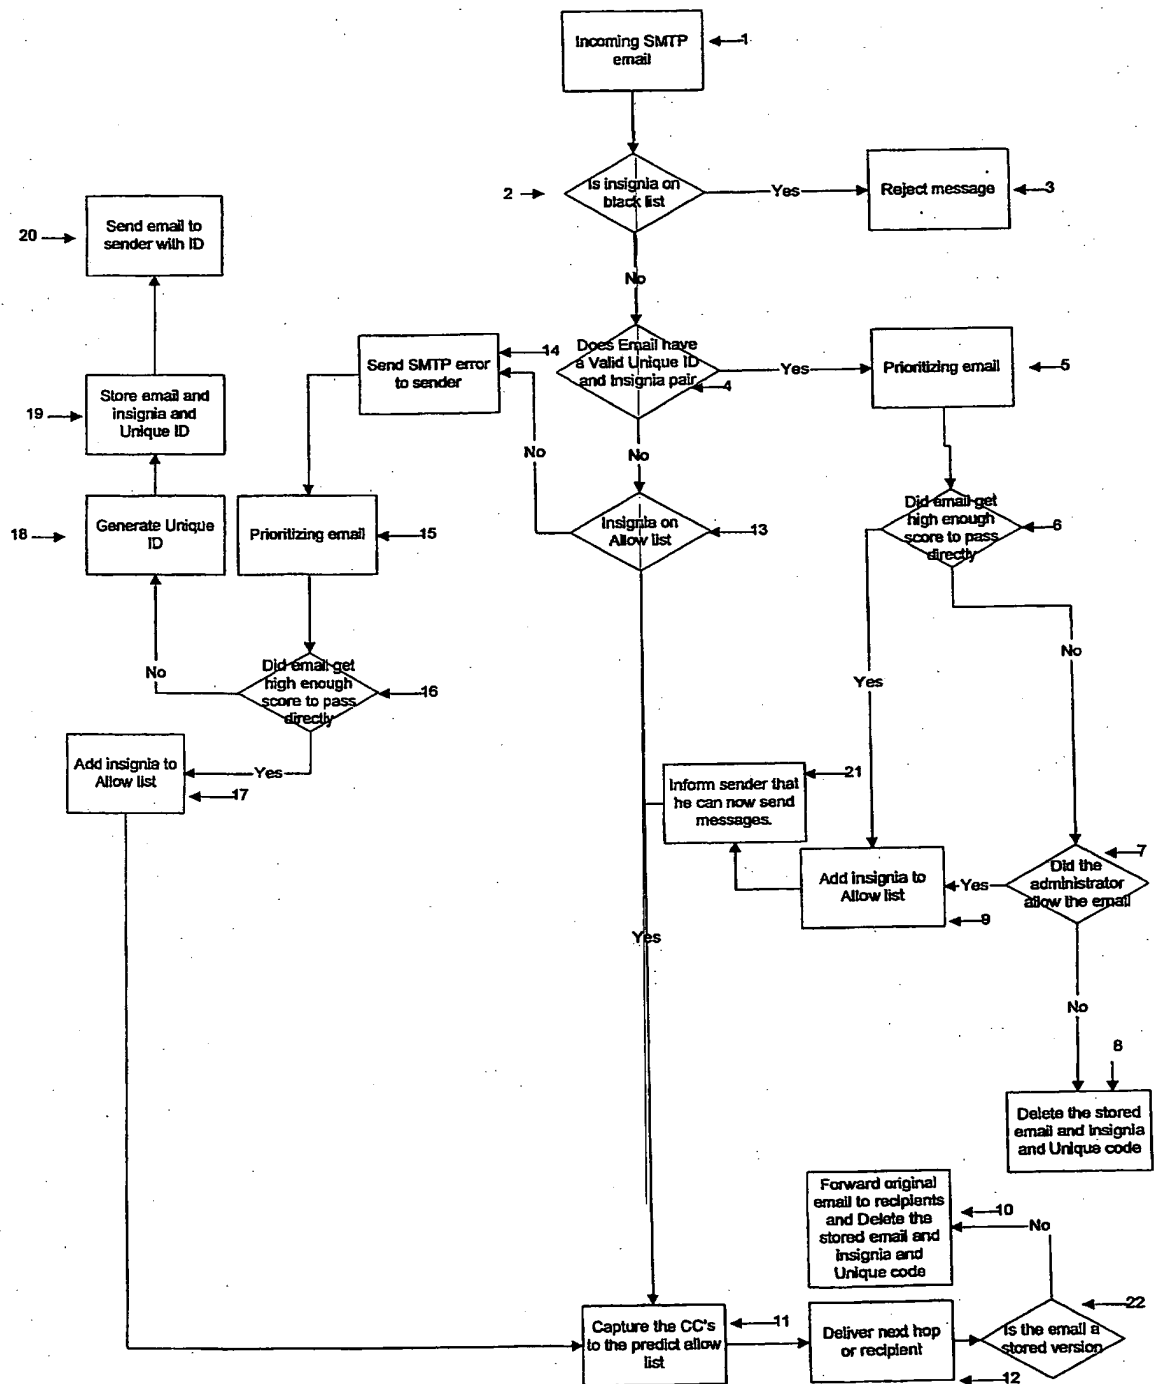 Incoming SMTP
email
1
Is insignia on
black list
2
Yes
Reject message
3
Send email to
sender with ID
20
No
Does Email have
a Valid Unique ID
and Insignia pair
4
Yes
Prioritizing email
5
Send SMTP error
to sender
14
Store email and
insignia and
Unique ID
19
No
No
Did email get
high enough
score to pass
directly
6
Generate Unique
ID
18
Prioritizing email
15
Insignia on
Allow list
13
No
No
Did email get
high enough
score to pass
directly
16
Yes
Add insignia to
Allow list
17
Yes
Inform sender that
he can now send
messages.
21
Did the
administrator
allow the email
7
Yes
Add insignia to
Allow list
9
Yes
No
8
Delete the stored
email and insignia
and Unique code
Forward original
email to recipients
and Delete the
stored email and
insignia and
Unique code
10
No
22
Capture the CC's
to the predict allow
list
11
Deliver next hop
or recipient
12
Is the email a
stored version